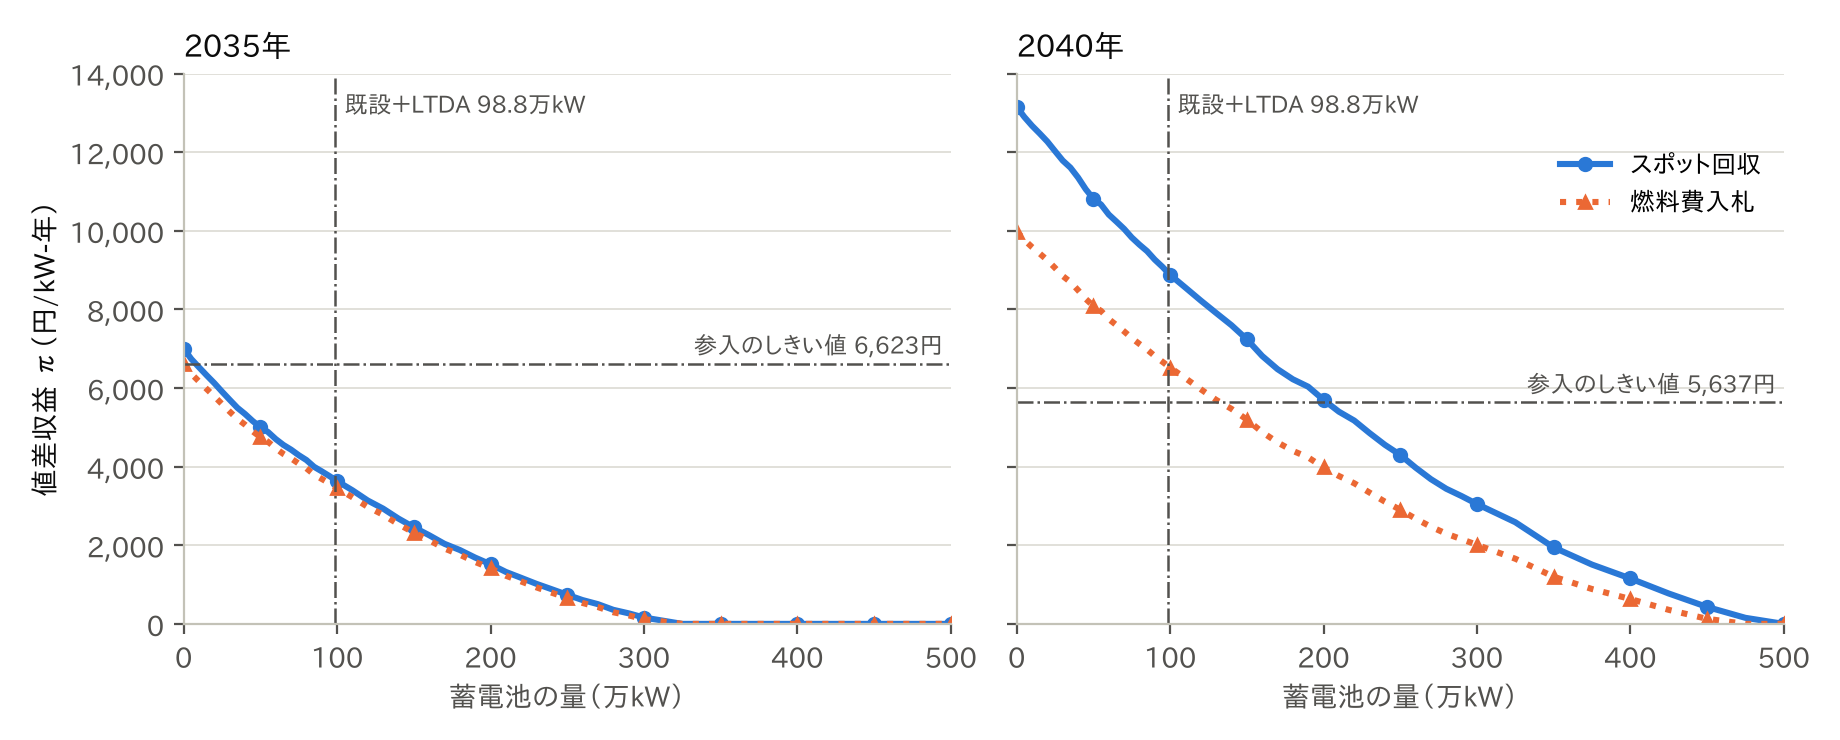 2035年
2040年
14,000
12,000
10,000
8,000
6,000
4,000
2,000
0
値差収益 π（円/kW-年）
既設＋LTDA 98.8万kW
参入のしきい値 6,623円
0 100 200 300 400 500
蓄電池の量（万kW）
既設＋LTDA 98.8万kW
スポット回収
燃料費入札
参入のしきい値 5,637円
0 100 200 300 400 500
蓄電池の量（万kW）